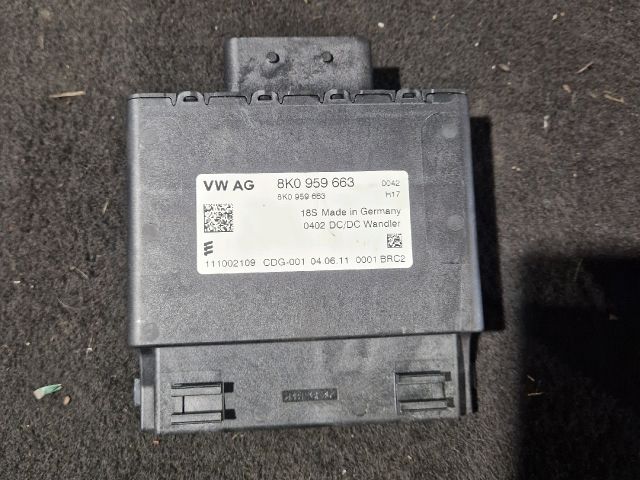 VW AG 8K0 959 663 0042
8K0 959 663 H17
18S Made in Germany
0402 DC/DC Wandler
111002109 CDG-001 04.06.11 0001 BRC2